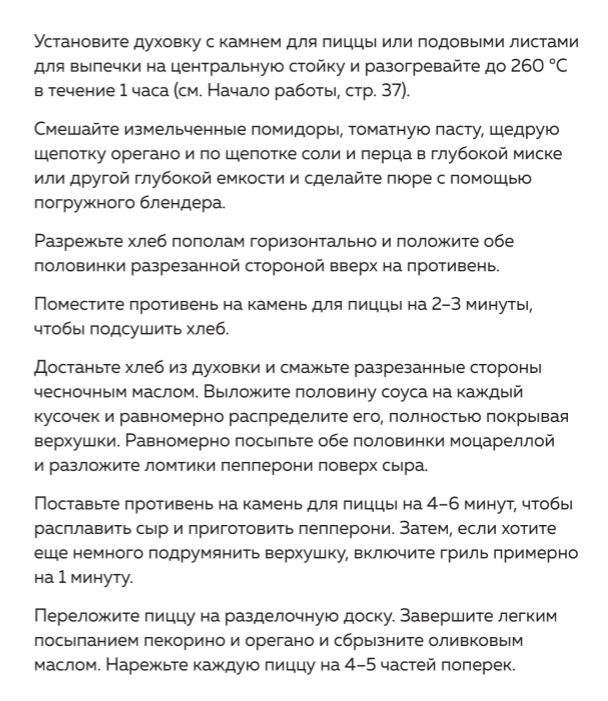 Установите духовку с камнем для пиццы или подовыми листами
для выпечки на центральную стойку и разогревайте до 260 °C
в течение 1 часа (см. Начало работы, стр. 37).
Смешайте измельченные помидоры, томатную пасту, щедрую
щепотку орегано и по щепотке соли и перца в глубокой миске
или другой глубокой емкости и сделайте пюре с помощью
погружного блендера.
Разрежьте хлеб пополам горизонтально и положите обе
половинки разрезанной стороной вверх на противень.
Поместите противень на камень для пиццы на 2–3 минуты,
чтобы подсушить хлеб.
Достаньте хлеб из духовки и смажьте разрезанные стороны
чесночным маслом. Выложите половину соуса на каждый
кусочек и равномерно распределите его, полностью покрывая
верхушки. Равномерно посыпьте обе половинки моцареллой
и разложите ломтики пепперони поверх сыра.
Поставьте противень на камень для пиццы на 4–6 минут, чтобы
расплавить сыр и приготовить пепперони. Затем, если хотите
еще немного подрумянить верхушку, включите гриль примерно
на 1 минуту.
Переложите пиццу на разделочную доску. Завершите легким
посыпанием пекорино и орегано и сбрызните оливковым
маслом. Нарежьте каждую пиццу на 4–5 частей поперек.